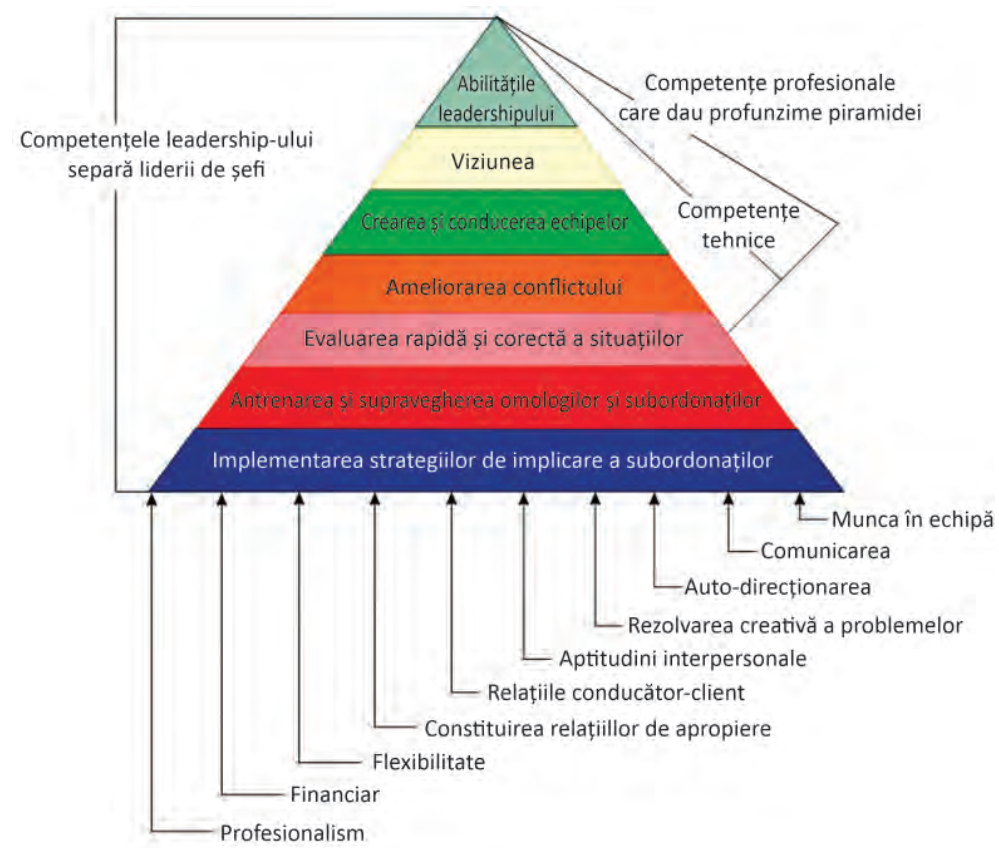 Abilitățile
leadershipului
Competențe profesionale
care dau profunzime piramidei
Competențele leadership-ului
separă liderii de șefi
Viziunea
Crearea și conducerea echipelor
Competențe
tehnice
Ameliorarea conflictului
Evaluarea rapidă și corectă a situațiilor
Antrenarea și supravegherea omologilor și subordonaților
Implementarea strategiilor de implicare a subordonaților
Munca în echipă
Comunicarea
Auto-direcționarea
Rezolvarea creativă a problemelor
Aptitudini interpersonale
Relațiile conducător-client
Constituirea relațiillor de apropiere
Flexibilitate
Financiar
Profesionalism